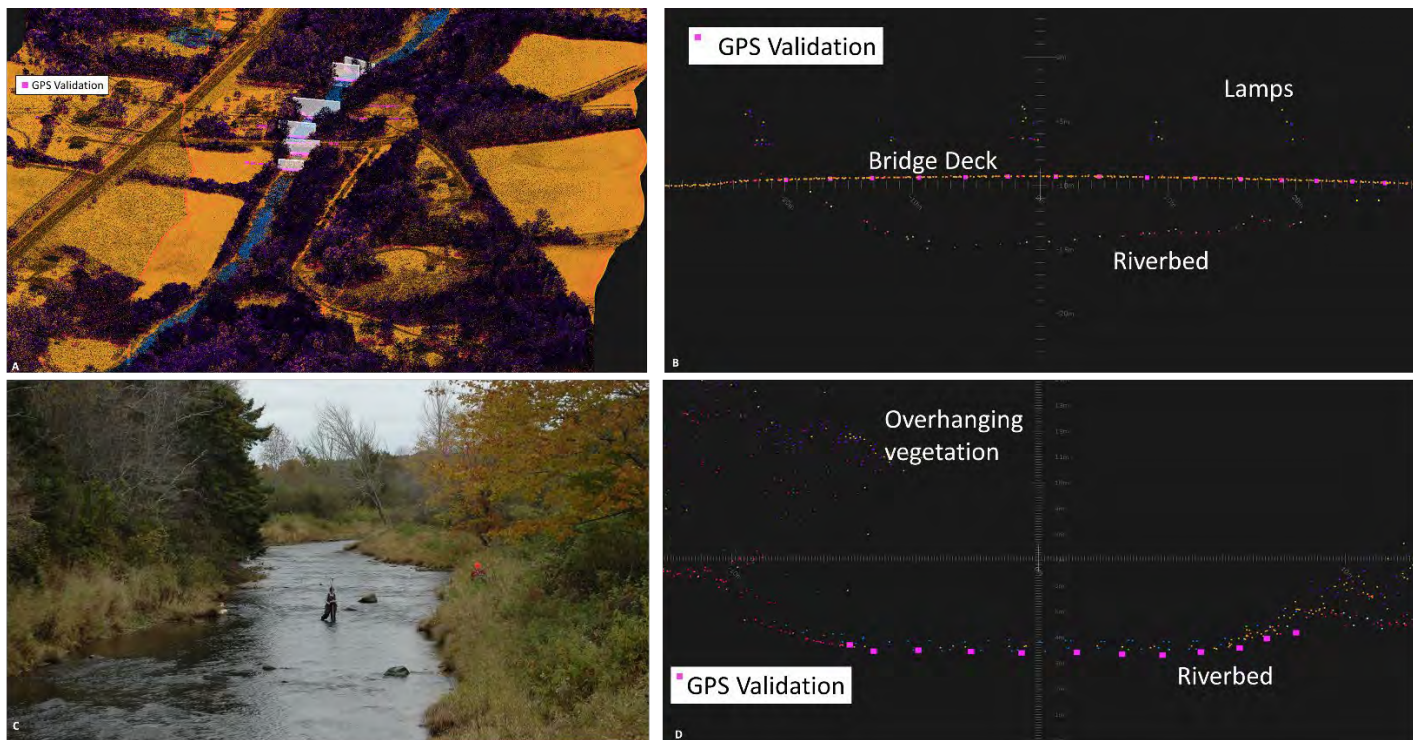 GPS Validation
A
GPS Validation
Lamps
Bridge Deck
Riverbed
B
C
Overhanging
vegetation
GPS Validation
Riverbed
D